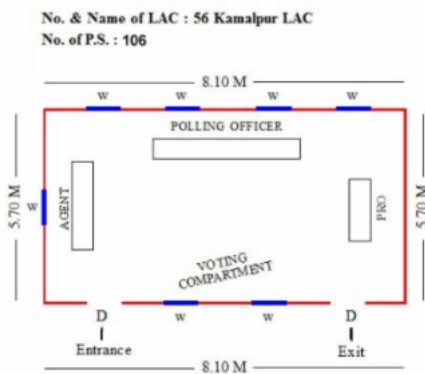 No. & Name of LAC : 56 Kamalpur LAC
No. of P.S. : 106
8.10 M
w w w w
POLLING OFFICER
5.70 M
w
AGENT
PRO
5.70 M
VOTING
COMPARTMENT
D w w D
Entrance Exit
8.10 M